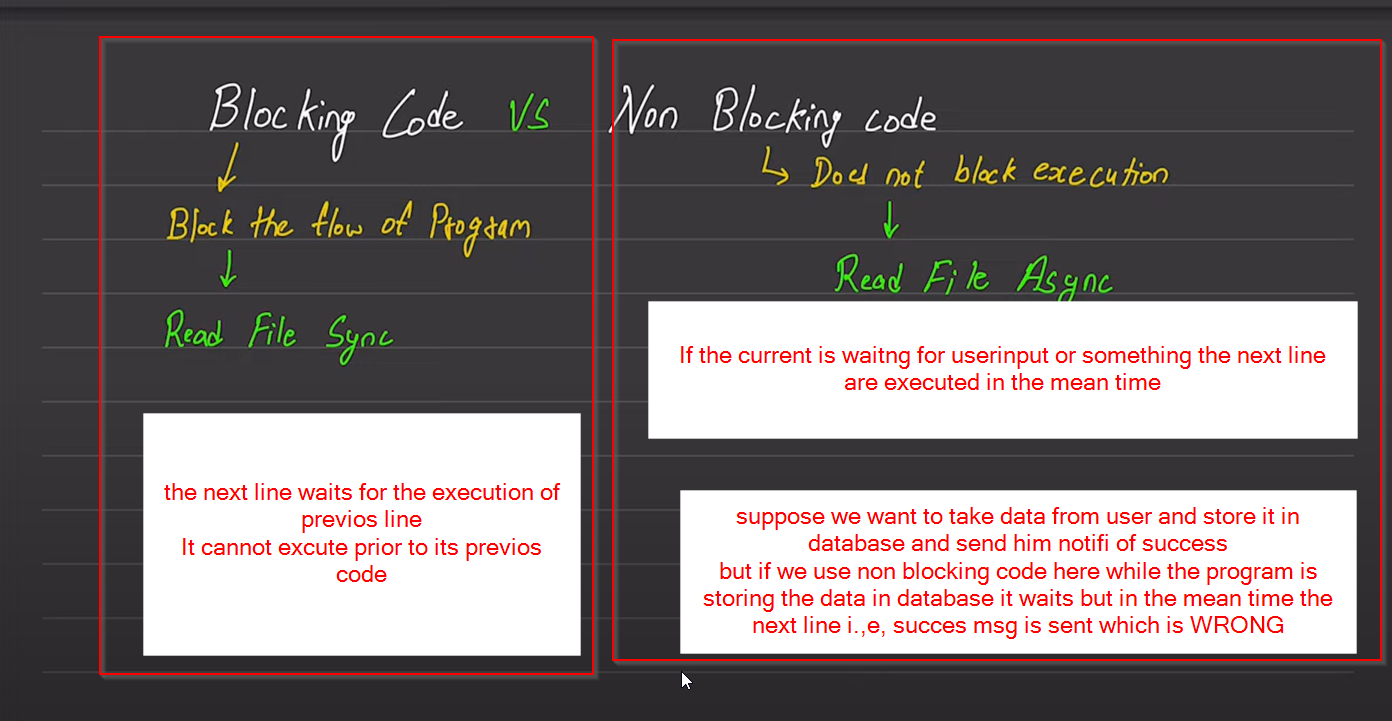 Blocking Code VS Non Blocking code
Block the flow of Program
Read File Sync
the next line waits for the execution of
previos line
It cannot excute prior to its previos
code
↳ Does not block execution
Read File Async
If the current is waitng for userinput or something the next line
are executed in the mean time
suppose we want to take data from user and store it in
database and send him notifi of success
but if we use non blocking code here while the program is
storing the data in database it waits but in the mean time the
next line i.,e, succes msg is sent which is WRONG